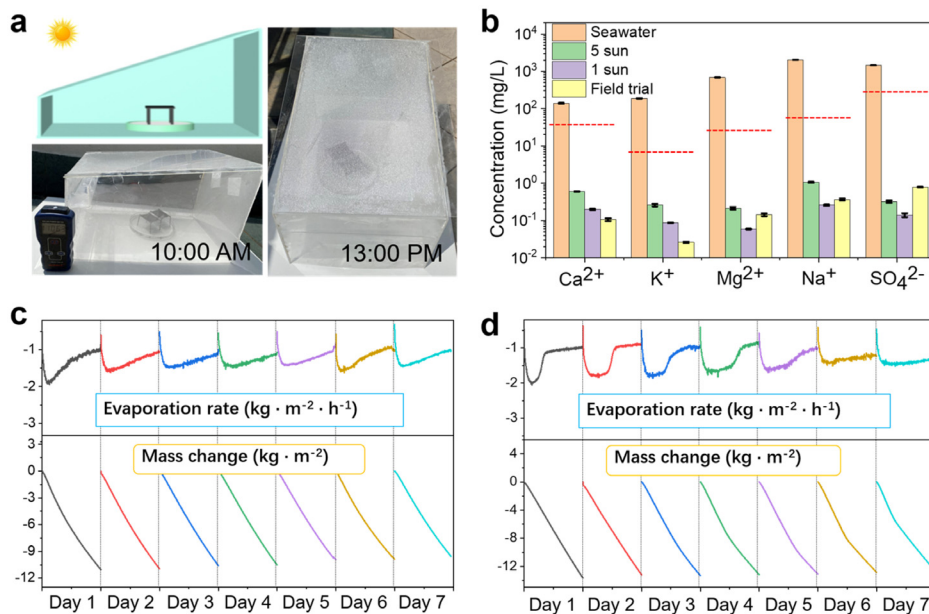 a
10:00 AM
13:00 PM
b
Concentration (mg/L)
10⁴
10³
10²
10¹
10⁰
10⁻¹
10⁻²
Seawater
5 sun
1 sun
Field trial
Ca2+
K+
Mg2+
Na+
SO42-
c
-1
-2
-3
Evaporation rate (kg · m⁻² · h⁻¹)
Mass change (kg · m⁻²)
0
-3
-6
-9
-12
Day 1 Day 2 Day 3 Day 4 Day 5 Day 6 Day 7
d
-1
-2
-3
Evaporation rate (kg · m⁻² · h⁻¹)
Mass change (kg · m⁻²)
4
0
-4
-8
-12
Day 1 Day 2 Day 3 Day 4 Day 5 Day 6 Day 7